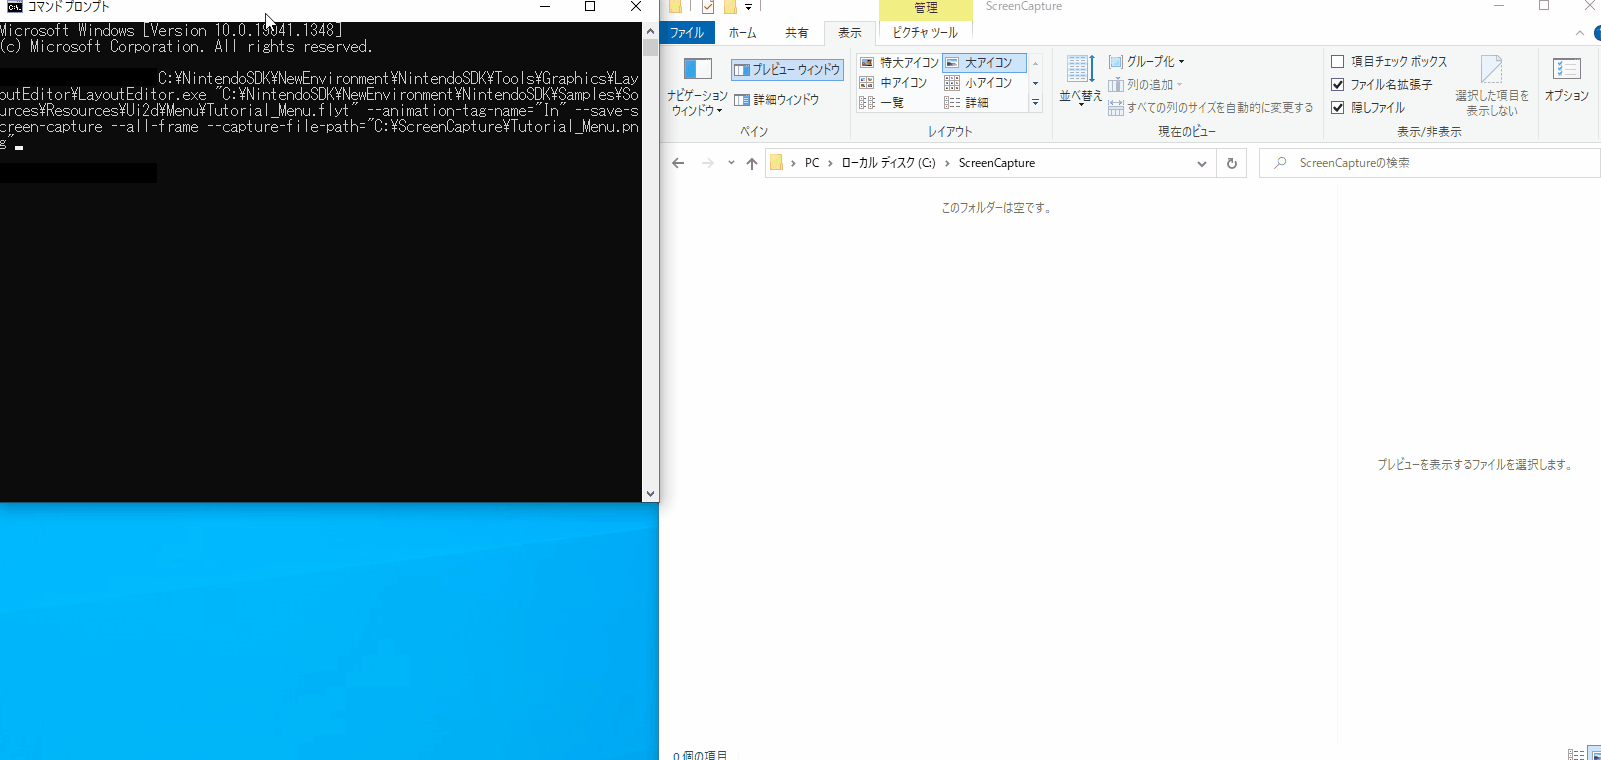 コマンド プロンプト
Microsoft Windows [Version 10.0.19041.1348]
(c) Microsoft Corporation. All rights reserved.
C:¥NintendoSDK¥NewEnvironment¥NintendoSDK¥Tools¥Graphics¥Lay
outEditor¥LayoutEditor.exe "C:¥NintendoSDK¥NewEnvironment¥NintendoSDK¥Samples¥So
urces¥Resources¥Ui2d¥Menu¥Tutorial_Menu.flyt" --animation-tag-name="In" --save-s
creen-capture --all-frame --capture-file-path="C:¥ScreenCapture¥Tutorial_Menu.pn
g"
管理
ScreenCapture
ファイル
ホーム
共有
表示
ピクチャ ツール
ナビゲーション
ウィンドウ
プレビュー ウィンドウ
詳細ウィンドウ
ペイン
特大アイコン
大アイコン
中アイコン
小アイコン
一覧
詳細
レイアウト
並べ替え
グループ化
列の追加
すべての列のサイズを自動的に変更する
現在のビュー
項目チェック ボックス
ファイル名拡張子
隠しファイル
選択した項目を
表示しない
表示/非表示
オプション
PC
ローカル ディスク (C:)
ScreenCapture
ScreenCaptureの検索
このフォルダーは空です。
プレビューを表示するファイルを選択します。
0 個の項目